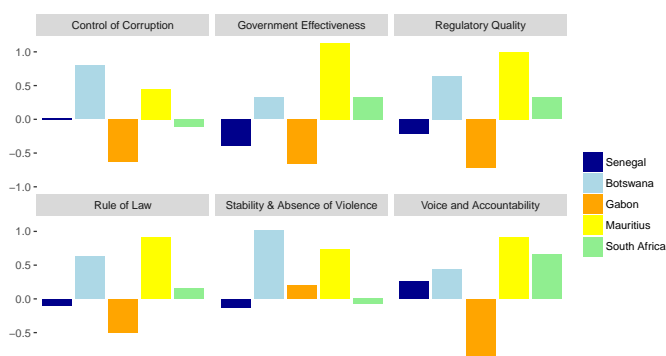 Control of Corruption Government Effectiveness Regulatory Quality
1.0
0.5
0.0
−0.5
−1.0
Rule of Law Stability & Absence of Violence Voice and Accountability
1.0
0.5
0.0
−0.5
Senegal
Botswana
Gabon
Mauritius
South Africa